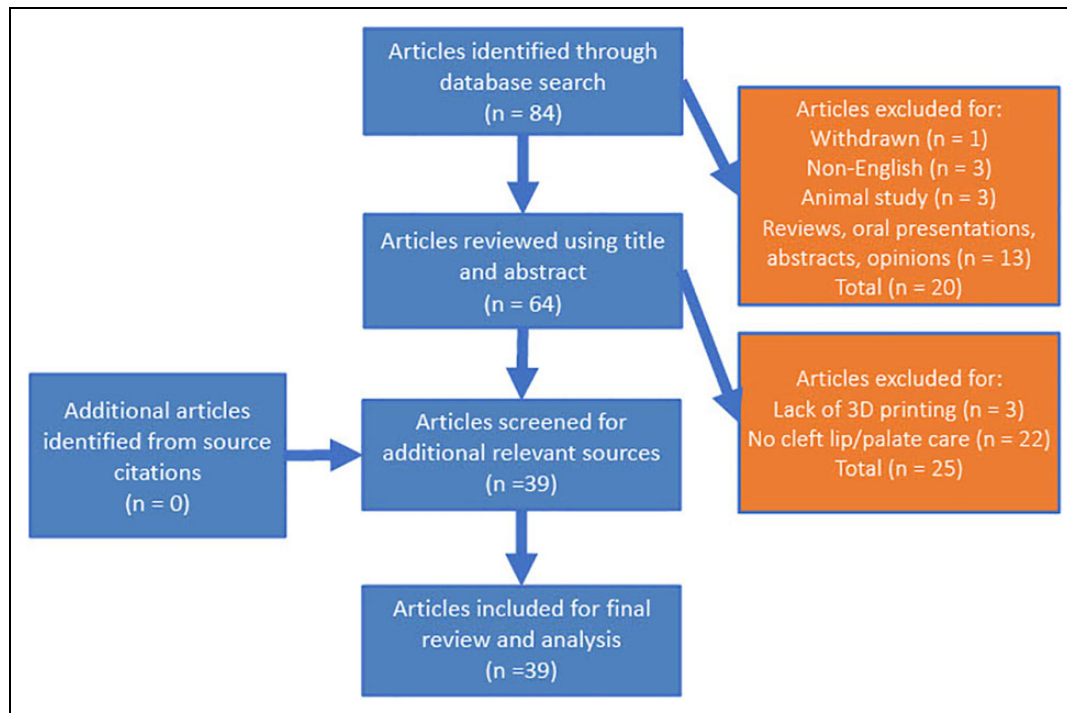 Articles identified through
database search
(n = 84)
Articles excluded for:
Withdrawn (n = 1)
Non-English (n = 3)
Animal study (n = 3)
Reviews, oral presentations,
abstracts, opinions (n = 13)
Total (n = 20)
Articles reviewed using title
and abstract
(n = 64)
Articles excluded for:
Lack of 3D printing (n = 3)
No cleft lip/palate care (n = 22)
Total (n = 25)
Additional articles
identified from source
citations
(n = 0)
Articles screened for
additional relevant sources
(n =39)
Articles included for final
review and analysis
(n =39)